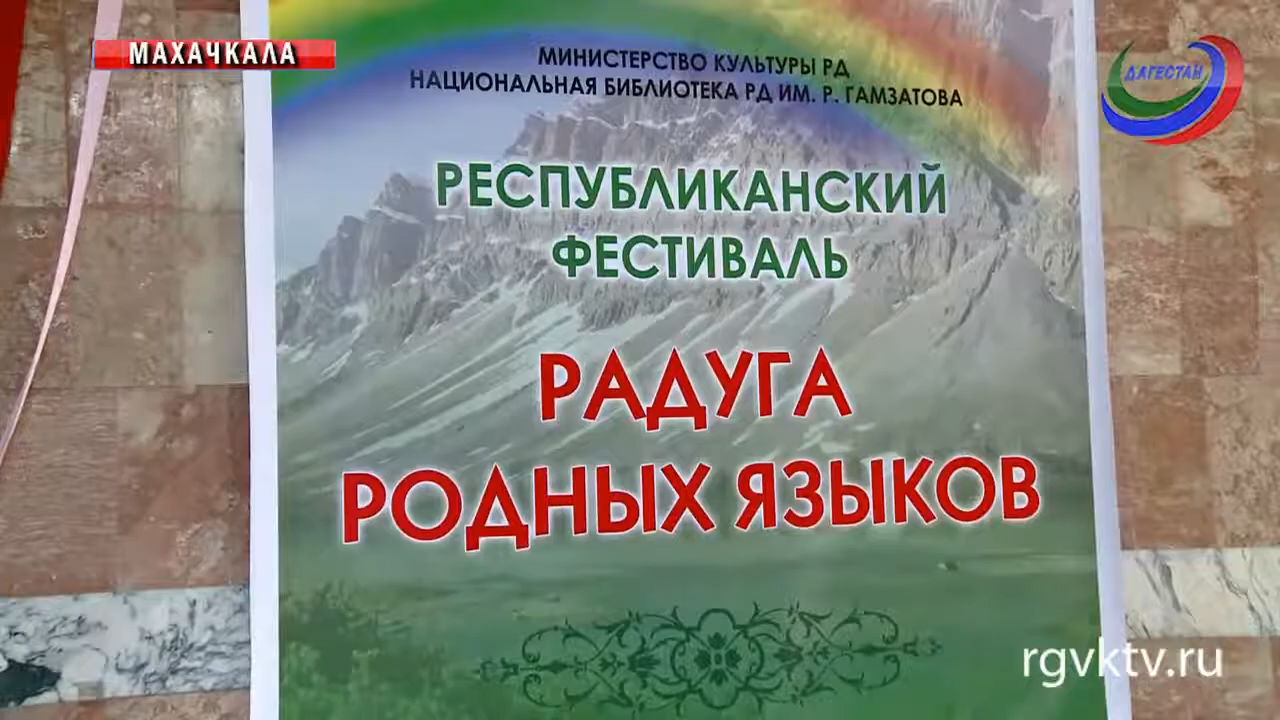 МАХАЧКАЛА
ДАГЕСТАН
МИНИСТЕРСТВО КУЛЬТУРЫ РД
НАЦИОНАЛЬНАЯ БИБЛИОТЕКА РД ИМ. Р. ГАМЗАТОВА
РЕСПУБЛИКАНСКИЙ
ФЕСТИВАЛЬ
РАДУГА
РОДНЫХ ЯЗЫКОВ
rgvktv.ru